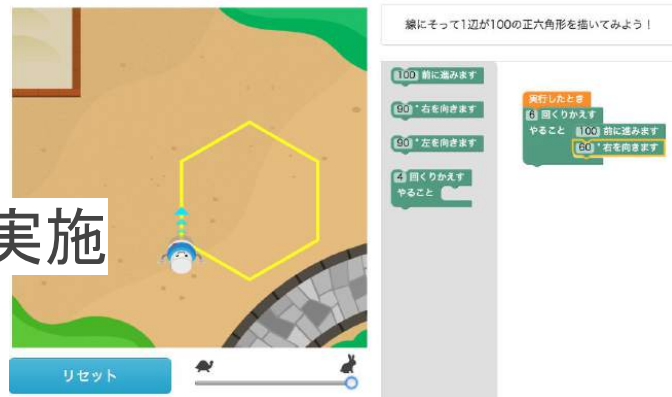 線にそって1辺が100の正六角形を描いてみよう！
100 前に進みます
90°右を向きます
90°左を向きます
4 回くりかえす
やること
実行したとき
6 回くりかえす
やること 100 前に進みます
60°右を向きます
実施
リセット